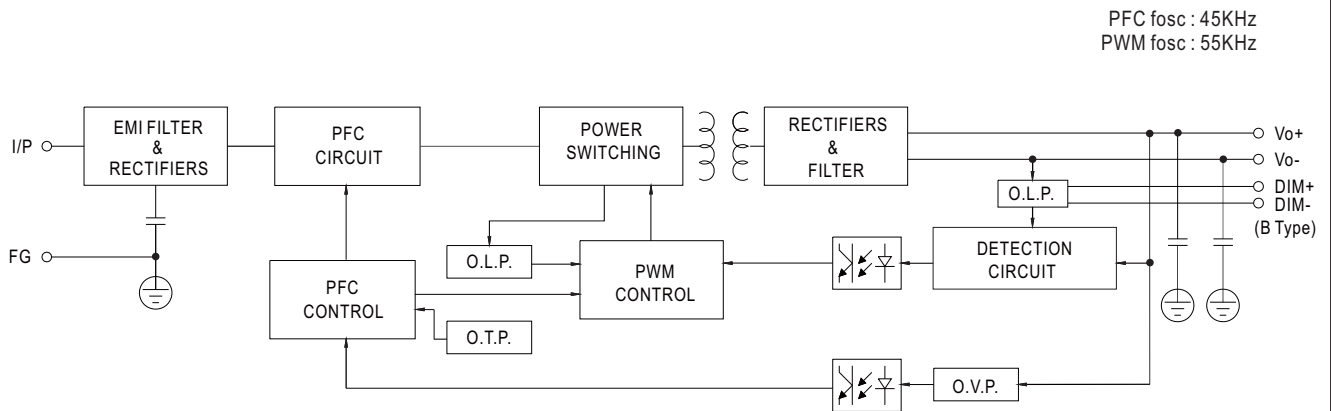 PFC fosc : 45KHz
PWM fosc : 55KHz
I/P
EMI FILTER
&
RECTIFIERS
PFC
CIRCUIT
POWER
SWITCHING
RECTIFIERS
&
FILTER
Vo+
Vo-
DIM+
DIM-
(B Type)
O.L.P.
FG
O.L.P.
PWM
CONTROL
DETECTION
CIRCUIT
PFC
CONTROL
O.T.P.
O.V.P.